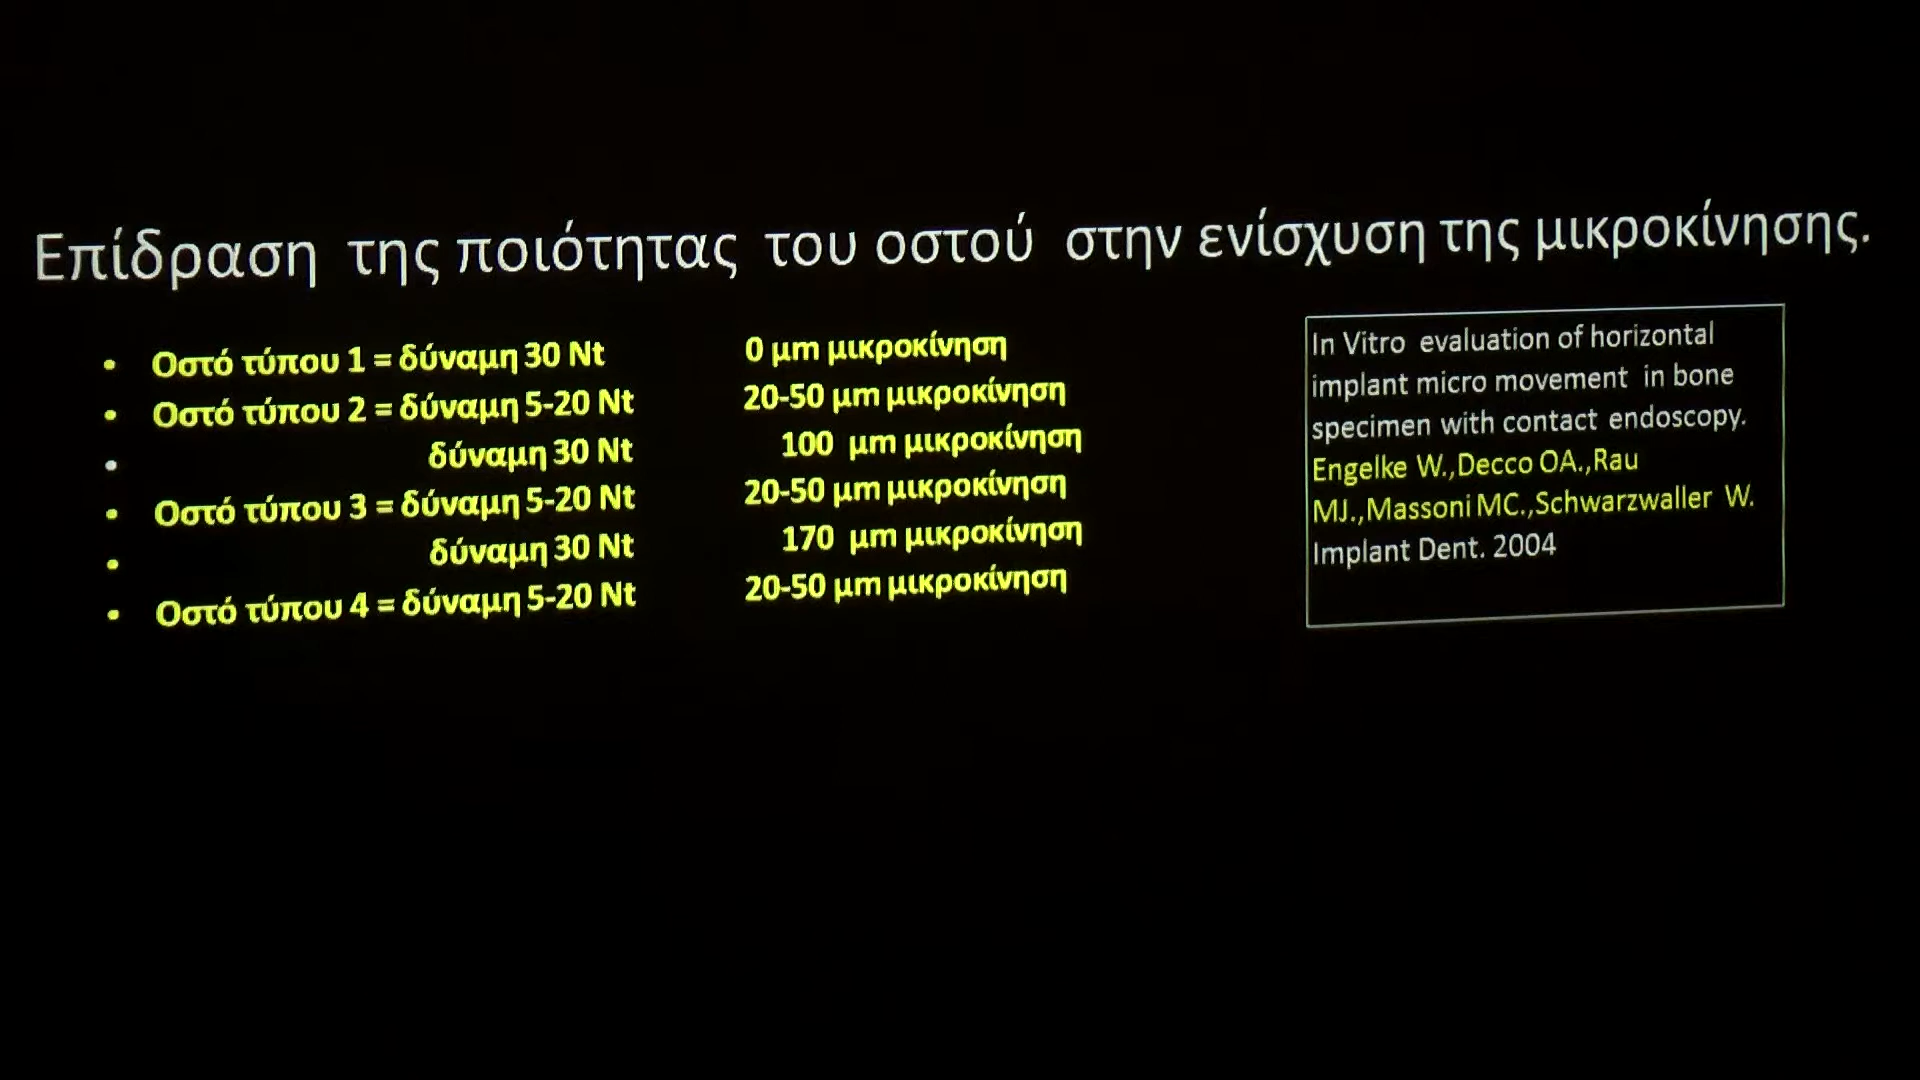 Επίδραση της ποιότητας του οστού στην ενίσχυση της μικροκίνησης.
• Οστό τύπου 1 = δύναμη 30 Nt 0 μm μικροκίνηση
• Οστό τύπου 2 = δύναμη 5-20 Nt 20-50 μm μικροκίνηση
• δύναμη 30 Nt 100 μm μικροκίνηση
• Οστό τύπου 3 = δύναμη 5-20 Nt 20-50 μm μικροκίνηση
• δύναμη 30 Nt 170 μm μικροκίνηση
• Οστό τύπου 4 = δύναμη 5-20 Nt 20-50 μm μικροκίνηση
In Vitro evaluation of horizontal
implant micro movement in bone
specimen with contact endoscopy.
Engelke W.,Decco OA.,Rau
MJ.,Massoni MC.,Schwarzwaller W.
Implant Dent. 2004